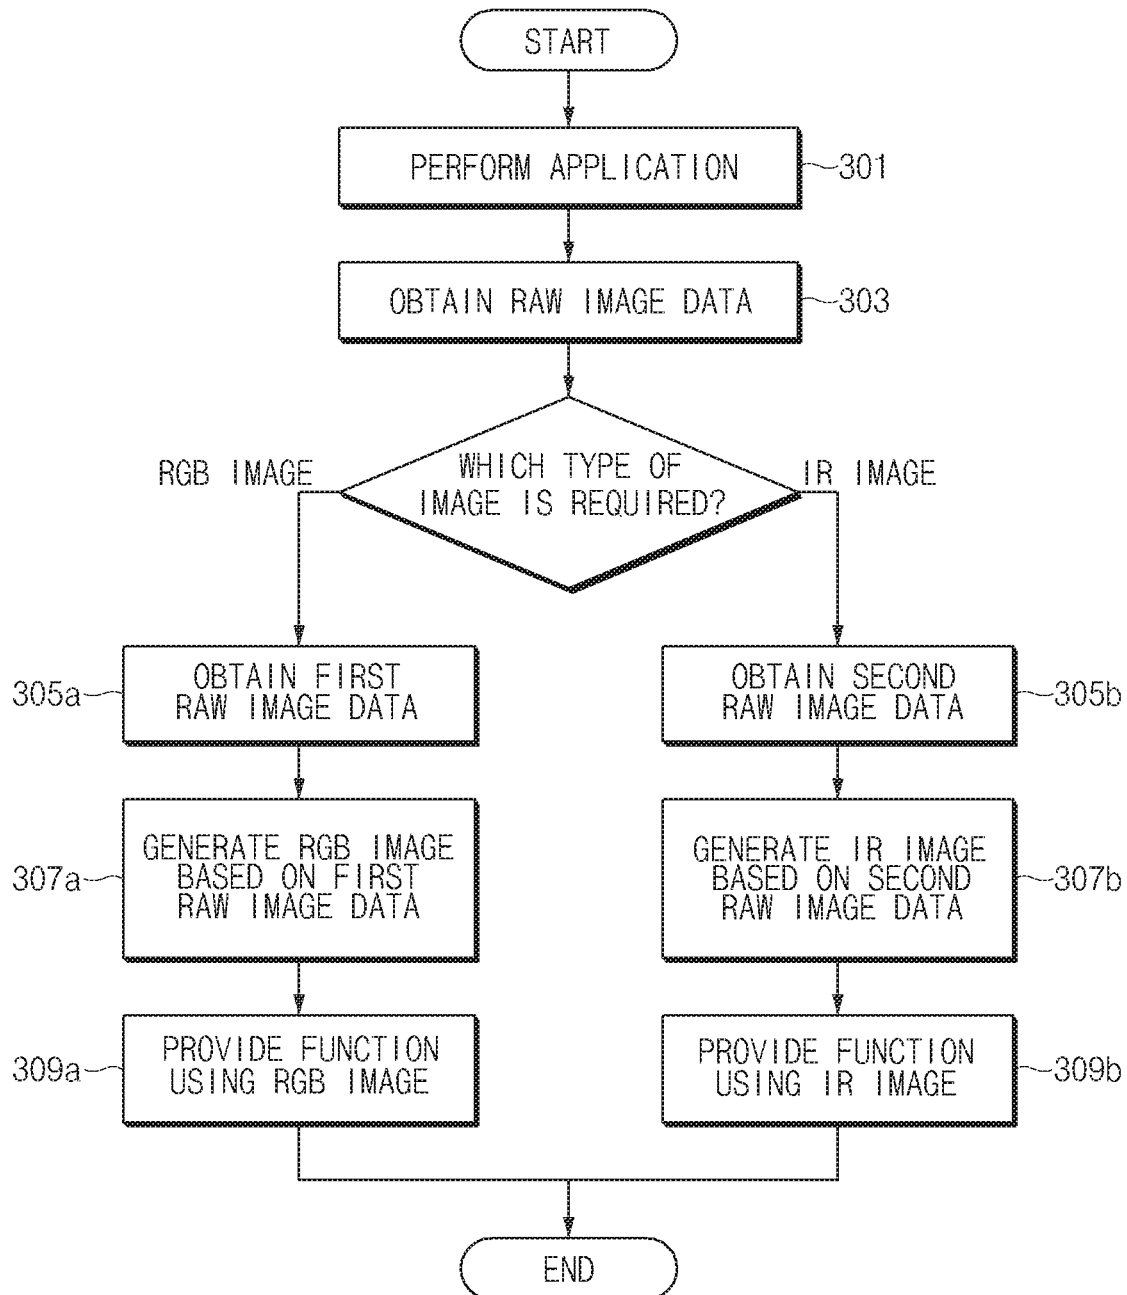 START
PERFORM APPLICATION
301
OBTAIN RAW IMAGE DATA
303
RGB IMAGE
WHICH TYPE OF
IMAGE IS REQUIRED?
IR IMAGE
305a
OBTAIN FIRST
RAW IMAGE DATA
OBTAIN SECOND
RAW IMAGE DATA
305b
307a
GENERATE RGB IMAGE
BASED ON FIRST
RAW IMAGE DATA
GENERATE IR IMAGE
BASED ON SECOND
RAW IMAGE DATA
307b
309a
PROVIDE FUNCTION
USING RGB IMAGE
PROVIDE FUNCTION
USING IR IMAGE
309b
END